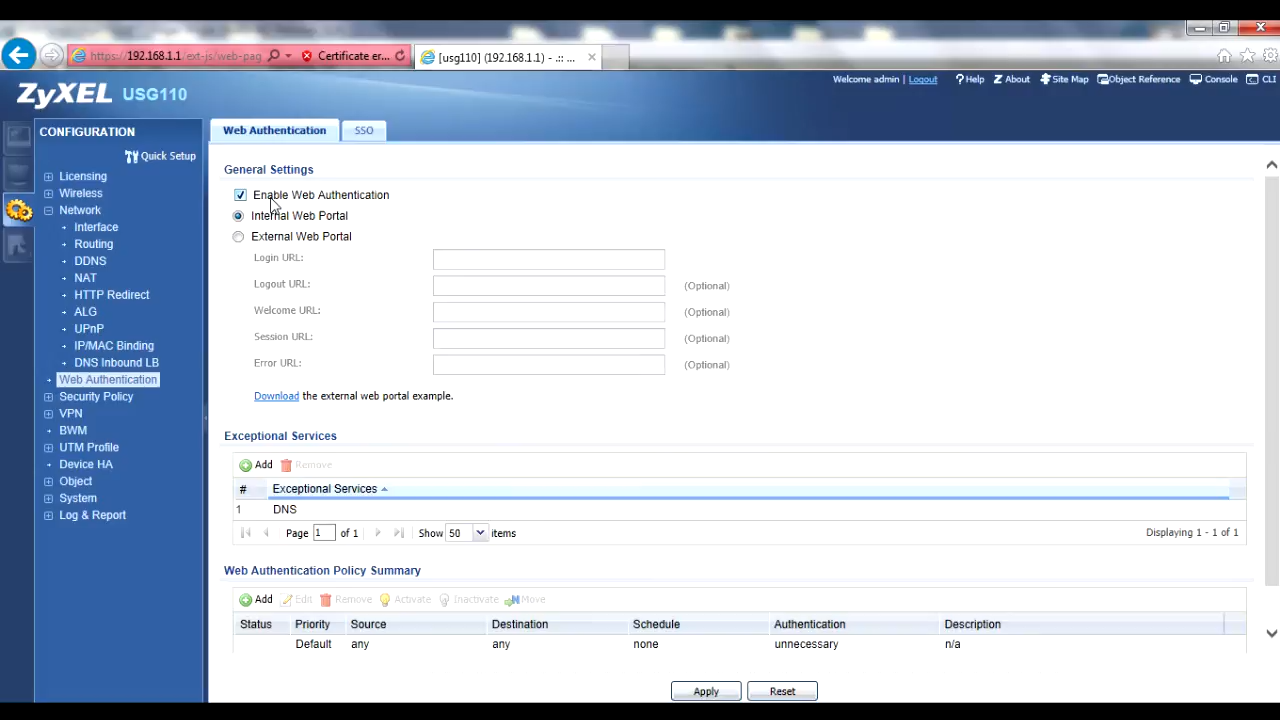 https://192.168.1.1/ext-js/web-pag
Certificate er...
[usg110] (192.168.1.1) - .:: ...
ZyXEL USG110
Welcome admin | Logout
?Help
Z About
Site Map
Object Reference
Console
CLI
CONFIGURATION
Quick Setup
Licensing
Wireless
Network
Interface
Routing
DDNS
NAT
HTTP Redirect
ALG
UPnP
IP/MAC Binding
DNS Inbound LB
Web Authentication
Security Policy
VPN
BWM
UTM Profile
Device HA
Object
System
Log & Report
Web Authentication
SSO
General Settings
Enable Web Authentication
Internal Web Portal
External Web Portal
Login URL:
Logout URL: (Optional)
Welcome URL: (Optional)
Session URL: (Optional)
Error URL: (Optional)
Download the external web portal example.
Exceptional Services
Add Remove
# Exceptional Services
1 DNS
Page 1 of 1 Show 50 items Displaying 1 - 1 of 1
Web Authentication Policy Summary
Add Edit Remove Activate Inactivate Move
Status Priority Source Destination Schedule Authentication Description
Default any any none unnecessary n/a
Apply Reset